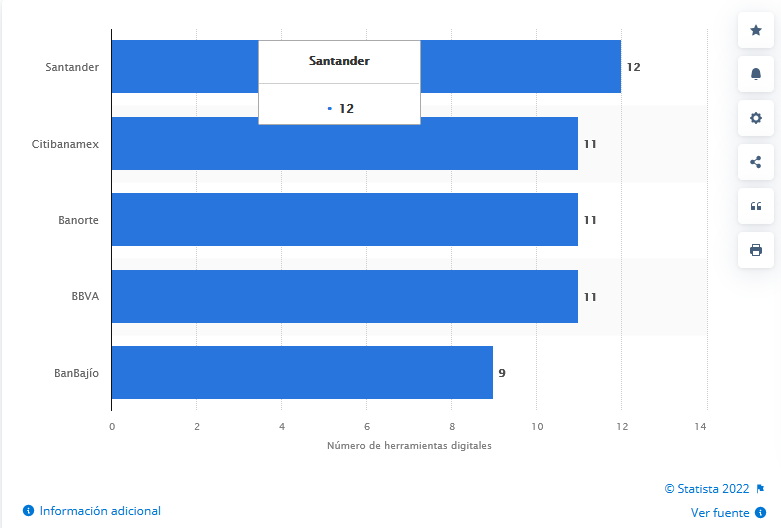 Santander
12
Santander
12
Citibanamex
11
Banorte
11
BBVA
11
BanBajío
9
0 2 4 6 8 10 12 14
Número de herramientas digitales
© Statista 2022
Información adicional
Ver fuente